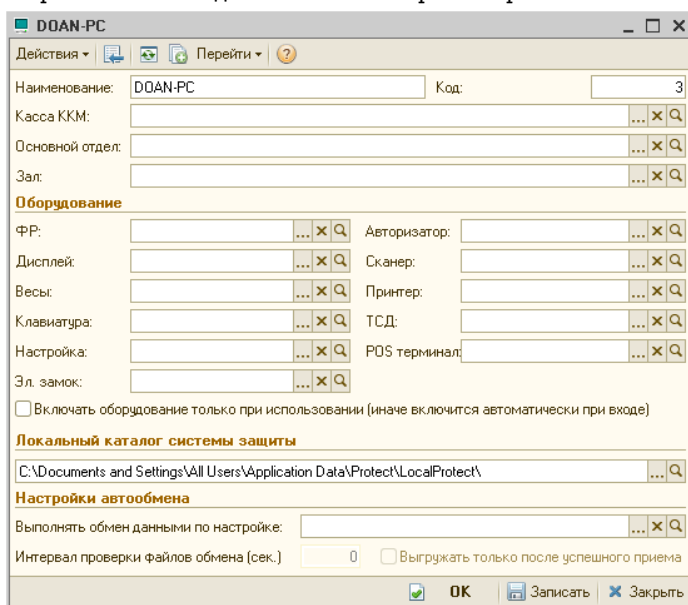 DOAN-PC
Действия Перейти
Наименование: DOAN-PC Код: 3
Касса ККМ:
Основной отдел:
Зал:
Оборудование
ФР: Авторизатор:
Дисплей: Сканер:
Весы: Принтер:
Клавиатура: ТСД:
Настройка: POS терминал:
Эл. замок:
Включать оборудование только при использовании (иначе включится автоматически при входе)
Локальный каталог системы защиты
C:\Documents and Settings\All Users\Application Data\Protect\LocalProtect\
Настройки автообмена
Выполнять обмен данными по настройке:
Интервал проверки файлов обмена (сек.) 0 Выгружать только после успешного приема
OK Записать Закрыть